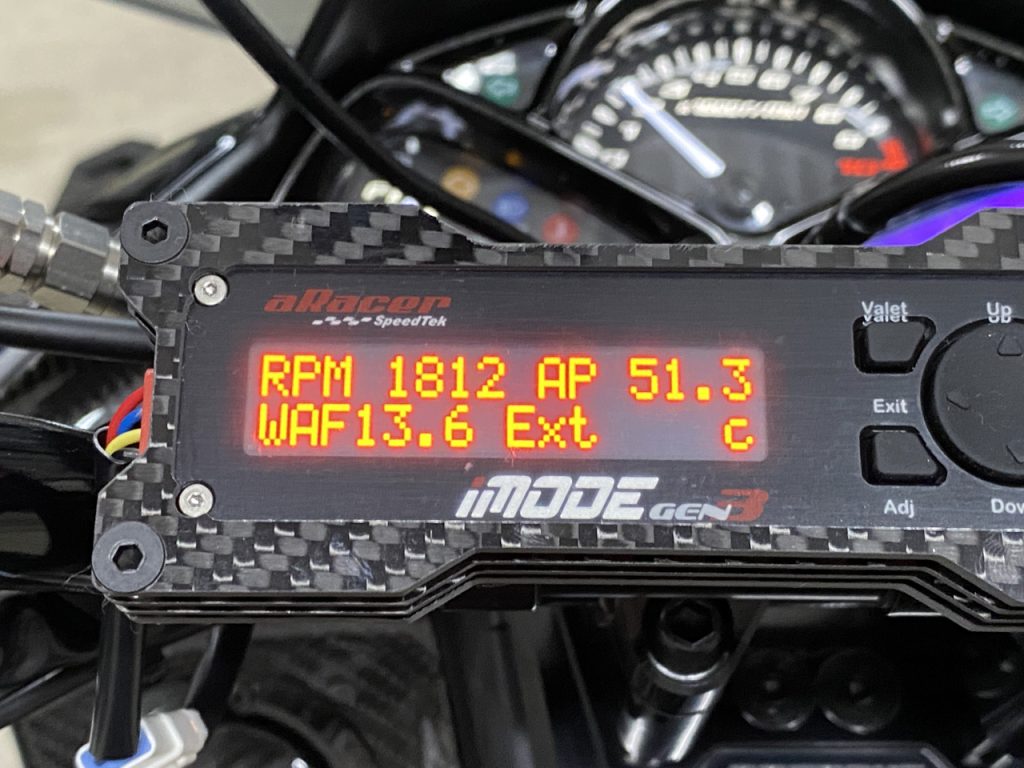 aRacer
SpeedTek
RPM 1812 AP 51.3
WAF13.6 Ext c
iMODE GEN3
Valet
Up
Exit
Adj